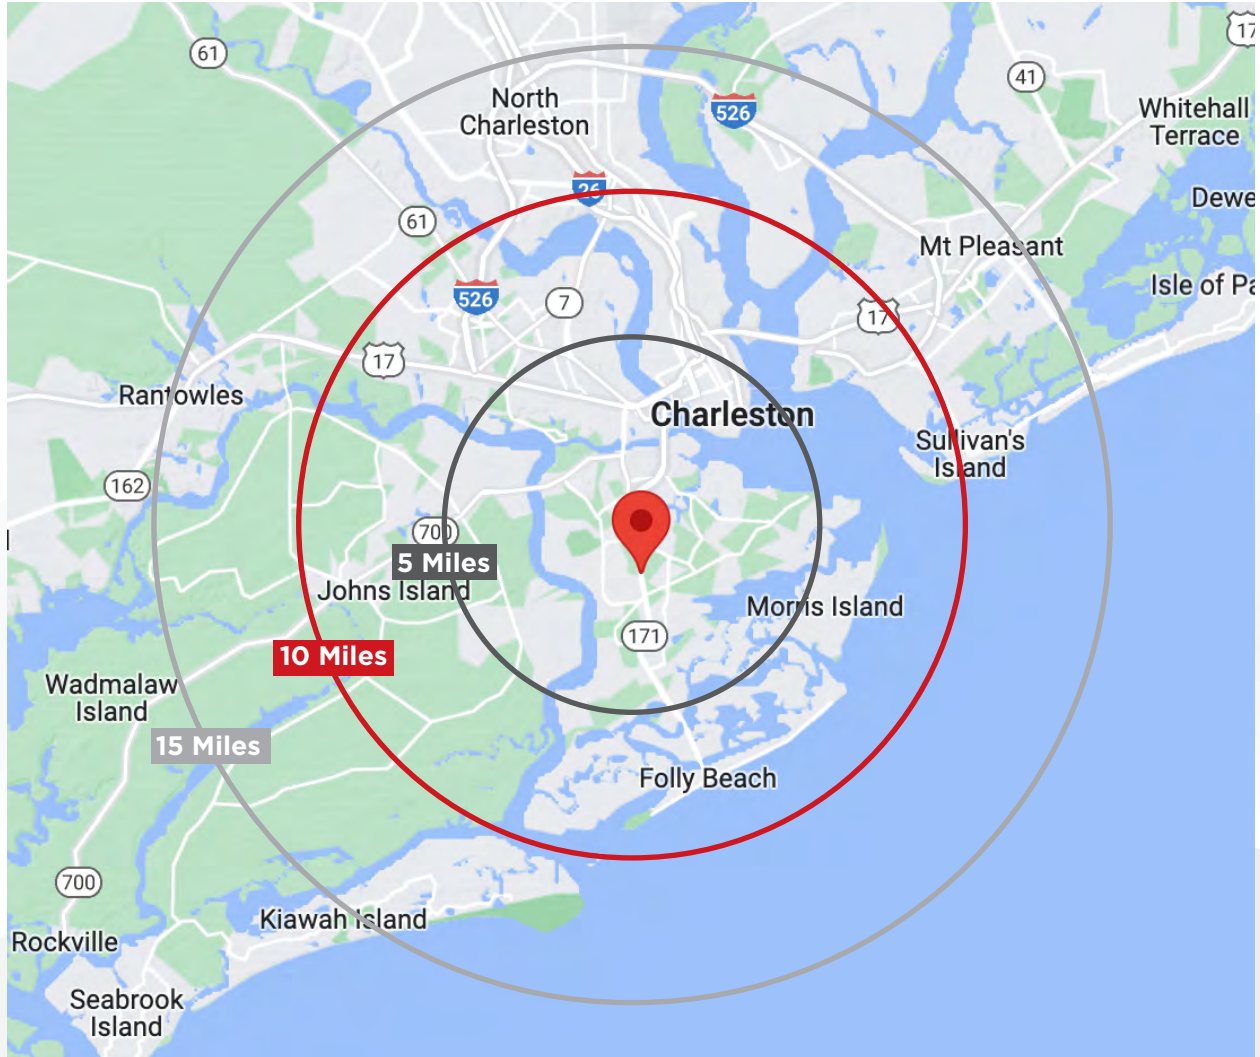 17
61
41
North
Charleston
526
Whitehall
Terrace
26
Dewe
61
Mt Pleasant
526
7
Isle of Pa
17
17
Rantowles
Charleston
Sullivan's
Island
162
700
5 Miles
Johns Island
Morris Island
171
10 Miles
Wadmalaw
Island
15 Miles
Folly Beach
700
Kiawah Island
Rockville
Seabrook
Island